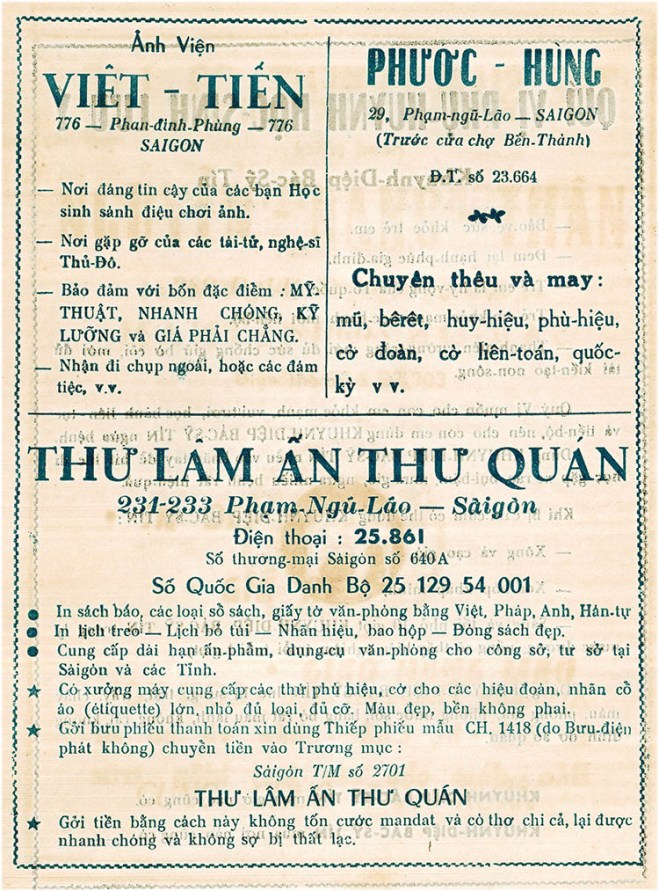 Ảnh Viện
VIỆT - TIẾN
776 — Phan-đình-Phùng — 776
SAIGON
— Nơi đáng tin cậy của các bạn Học
sinh sành điệu chơi ảnh.
— Nơi gặp gỡ của các tài-tử, nghệ-sĩ
Thủ-Đô.
— Bảo đảm với bốn đặc điểm : MỸ-
THUẬT, NHANH CHÓNG, KỸ
LƯỠNG và GIÁ PHẢI CHĂNG.
— Nhận đi chụp ngoài, hoặc các đám
tiệc, v.v.
PHƯỚC - HÙNG
29, Phạm-ngũ-Lão — SAIGON
(Trước cửa chợ Bến-Thành)
Đ.T. số 23.664
Chuyên thêu và may :
mũ, bêrêt, huy-hiệu, phù-hiệu,
cờ đoàn, cờ liên-toán, quốc-
kỳ v v.
THƯ LÂM ẤN THƯ QUÁN
231-233 Phạm-Ngũ-Lão — Sàigòn
Điện thoại : 25.861
Số thương-mại Sàigòn số 640A
Số Quốc Gia Danh Bộ 25 129 54 001
● In sách báo, các loại sổ sách, giấy tờ văn-phòng bằng Việt, Pháp, Anh, Hán-tự
● In lịch treo — Lịch bỏ túi — Nhãn hiệu, bao hộp — Đóng sách đẹp.
● Cung cấp dài hạn ấn-phẩm, dụng-cụ văn-phòng cho công sở, tư sở tại
Sàigòn và các Tỉnh.
★ Có xưởng máy cung cấp các thứ phù hiệu, cờ cho các hiệu đoàn, nhãn cổ
áo (étiquette) lớn, nhỏ đủ loại, đủ cỡ. Màu đẹp, bền không phai.
★ Gởi bưu phiếu thanh toán xin dùng Thiếp phiếu mẫu CH. 1418 (do Bưu-điện
phát không) chuyển tiền vào Trương mục :
Sàigòn T/M số 2701
THƯ LÂM ẤN THƯ QUÁN
★ Gởi tiền bằng cách này không tốn cước mandat và có thơ chi cả, lại được
nhanh chóng và không sợ bị thất lạc.